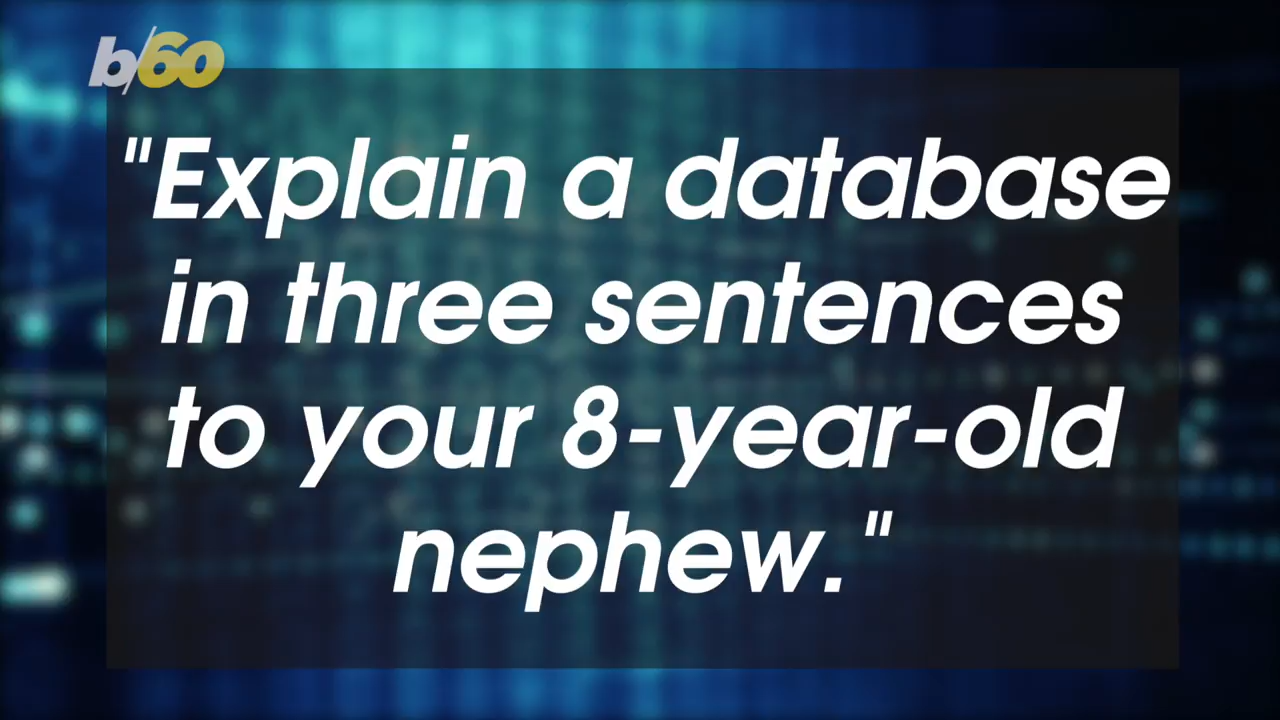 b/60
"Explain a database
in three sentences
to your 8-year-old
nephew."